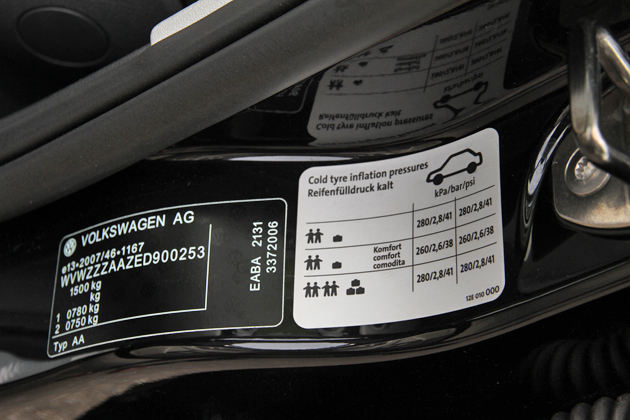 VOLKSWAGEN AG
e13*2007/46*1167
WVWZZZAAZED900253
1500 kg
kg
1 0780 kg
2 0750 kg
Typ AA
EABA 2131
3372006
Cold tyre inflation pressures
Reifenfülldruck kalt
kPa/bar/psi
280/2,8/41 280/2,8/41
Komfort
comfort
comodita
260/2,6/38 260/2,6/38
280/2,8/41 280/2,8/41
12E 010 000